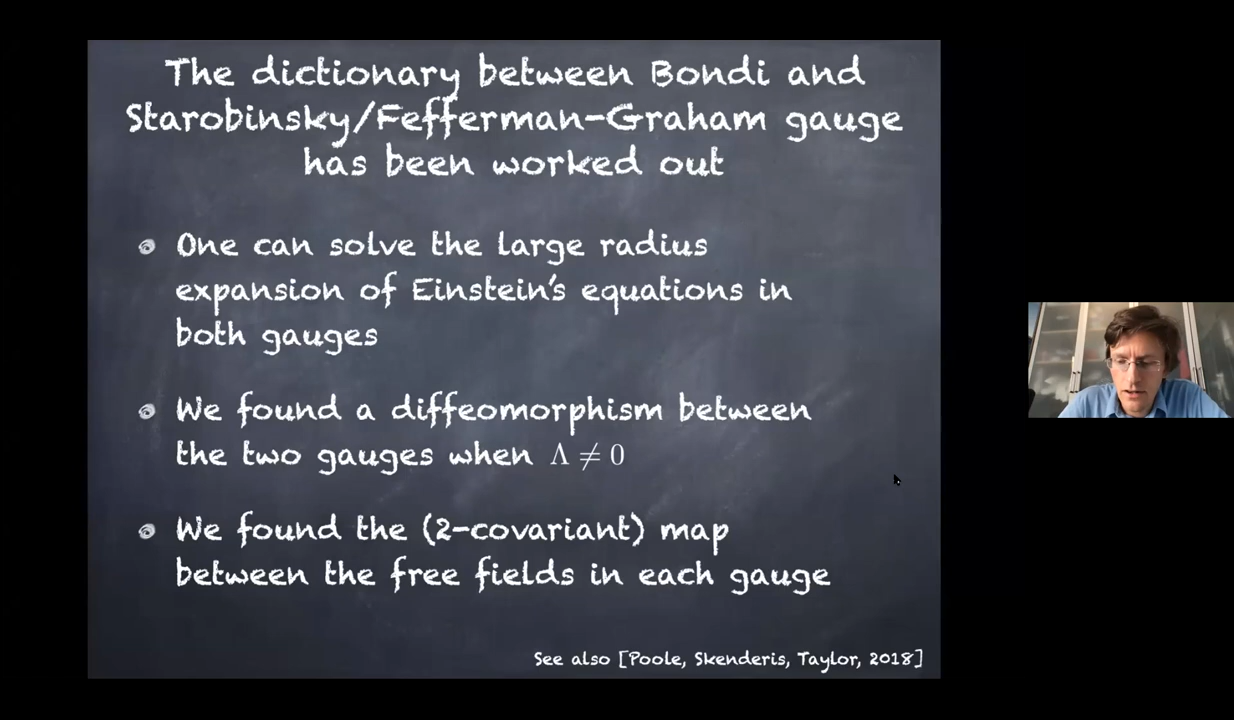 The dictionary between Bondi and
Starobinsky/Fefferman-Graham gauge
has been worked out
One can solve the large radius
expansion of Einstein's equations in
both gauges
We found a diffeomorphism between
the two gauges when Λ ≠ 0
We found the (2-covariant) map
between the free fields in each gauge
See also [Poole, Skenderis, Taylor, 2018]